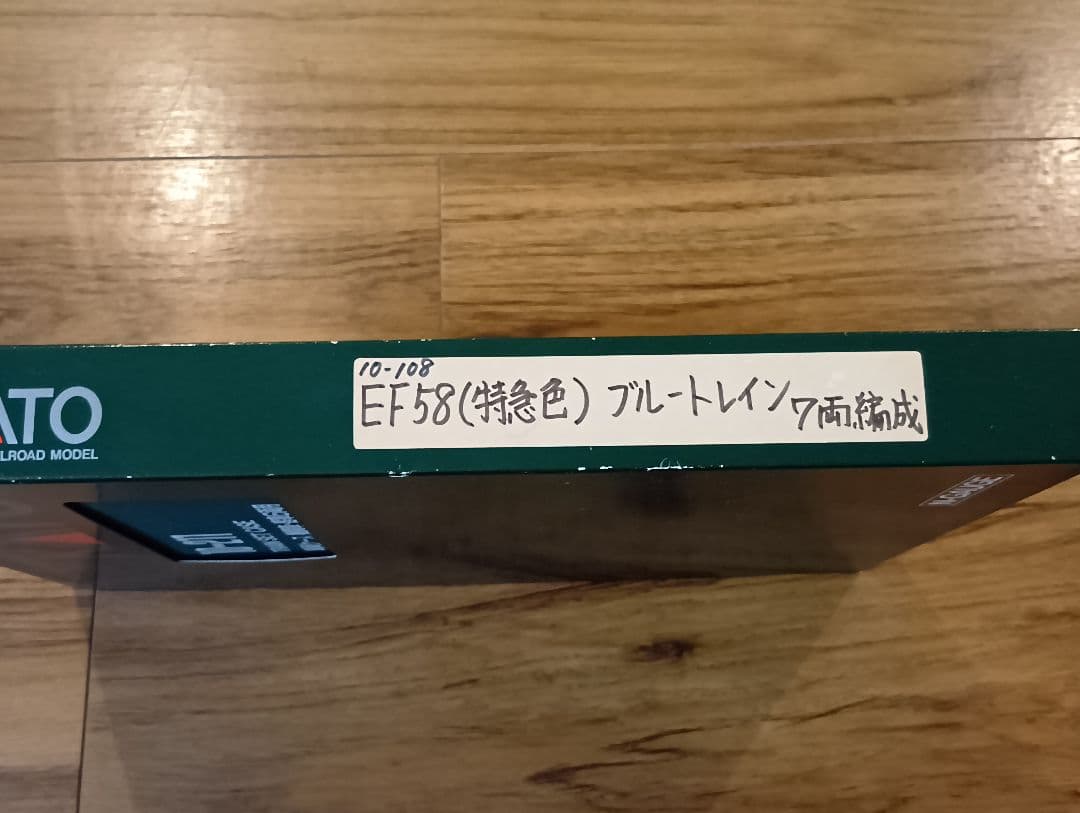 ATO
LROAD MODEL
10-108
EF58(特急色) ブルートレイン 7両編成
N-GAUGE